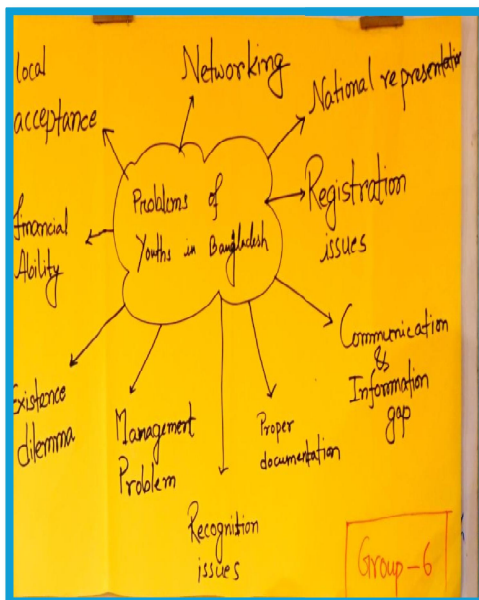 Problems of
Youths in Bangladesh
Networking
National representation
Registration
issues
Communication
&
Information
gap
Proper
documentation
Recognition
issues
Management
Problem
Existence
dilemma
Financial
Ability
local
acceptance
Group-6